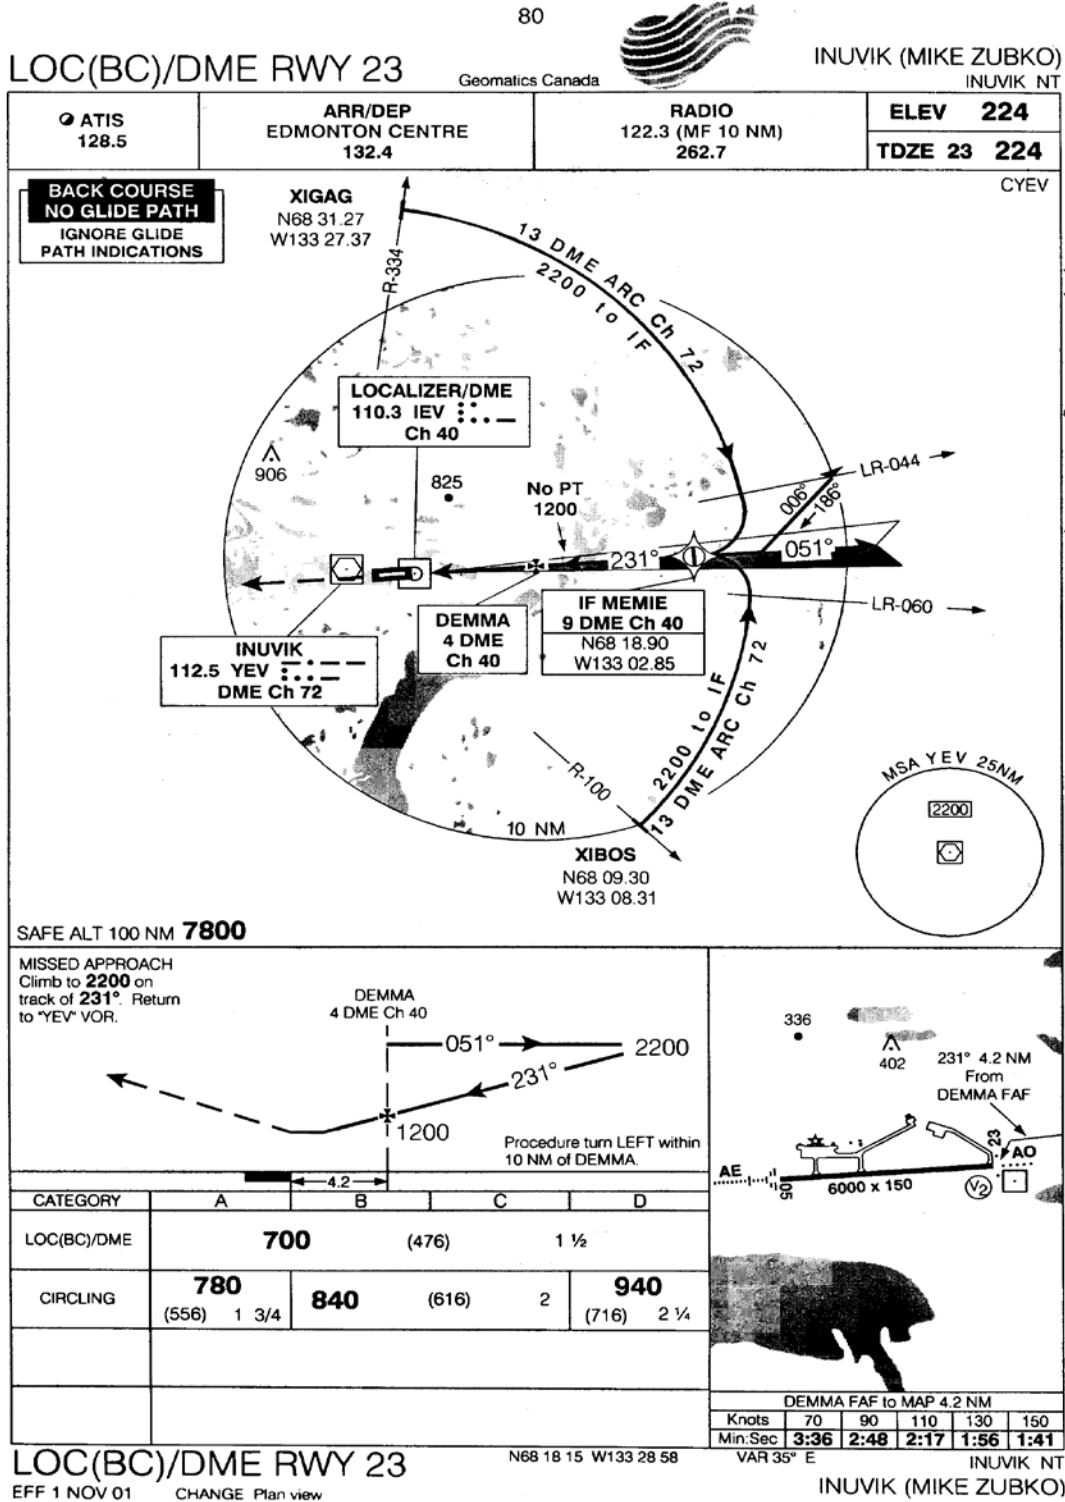 80
LOC(BC)/DME RWY 23
Geomatics Canada
INUVIK (MIKE ZUBKO)
INUVIK NT
ATIS
128.5
ARR/DEP
EDMONTON CENTRE
132.4
RADIO
122.3 (MF 10 NM)
262.7
ELEV 224
TDZE 23 224
CYEV
BACK COURSE
NO GLIDE PATH
IGNORE GLIDE
PATH INDICATIONS
XIGAG
N68 31.27
W133 27.37
R-334
13 DME ARC Ch 72
2200 to IF
LOCALIZER/DME
110.3 IEV
Ch 40
906
825
No PT
1200
LR-044
006°
186°
231°
051°
LR-060
DEMMA
4 DME
Ch 40
IF MEMIE
9 DME Ch 40
N68 18.90
W133 02.85
INUVIK
112.5 YEV
DME Ch 72
2200 to IF
13 DME ARC Ch 72
R-100
10 NM
XIBOS
N68 09.30
W133 08.31
MSA YEV 25NM
2200
SAFE ALT 100 NM 7800
MISSED APPROACH
Climb to 2200 on
track of 231°. Return
to "YEV" VOR.
DEMMA
4 DME Ch 40
051°
2200
231°
1200
Procedure turn LEFT within
10 NM of DEMMA.
4.2
336
402
231° 4.2 NM
From
DEMMA FAF
23
AO
AE
05
6000 x 150
V2
CATEGORY A B C D
LOC(BC)/DME 700 (476) 1 ½
CIRCLING 780 (556) 1 3/4 840 (616) 2 940 (716) 2 ¼
DEMMA FAF to MAP 4.2 NM
Knots 70 90 110 130 150
Min:Sec 3:36 2:48 2:17 1:56 1:41
LOC(BC)/DME RWY 23
N68 18 15 W133 28 58
VAR 35° E
INUVIK NT
EFF 1 NOV 01 CHANGE Plan view
INUVIK (MIKE ZUBKO)